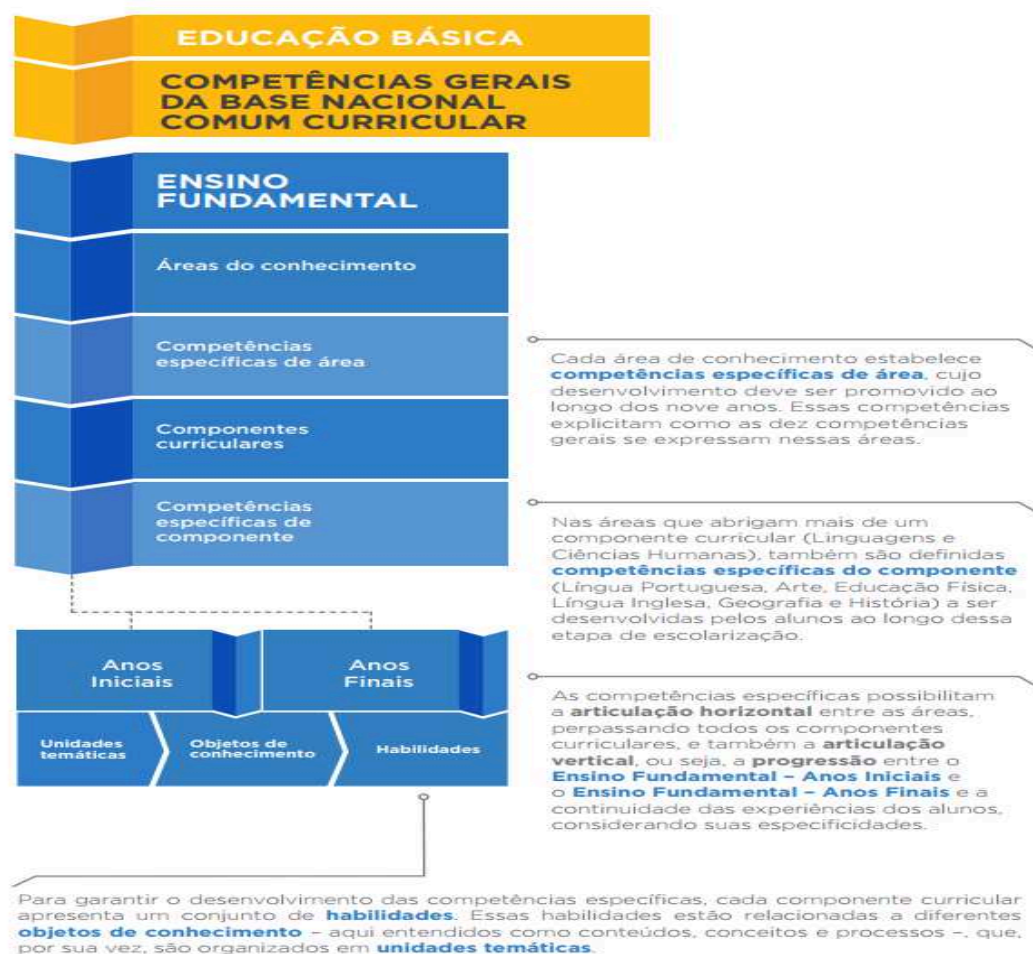 EDUCAÇÃO BÁSICA
COMPETÊNCIAS GERAIS
DA BASE NACIONAL
COMUM CURRICULAR
ENSINO
FUNDAMENTAL
Áreas do conhecimento
Competências
específicas de área
Componentes
curriculares
Competências
específicas de
componente
Anos
Iniciais
Anos
Finais
Unidades
temáticas
Objetos de
conhecimento
Habilidades
Cada área de conhecimento estabelece
competências específicas de área, cujo
desenvolvimento deve ser promovido ao
longo dos nove anos. Essas competências
explicitam como as dez competências
gerais se expressam nessas áreas.
Nas áreas que abrigam mais de um
componente curricular (Linguagens e
Ciências Humanas), também são definidas
competências específicas do componente
(Língua Portuguesa, Arte, Educação Física,
Língua Inglesa, Geografia e História) a ser
desenvolvidas pelos alunos ao longo dessa
etapa de escolarização.
As competências específicas possibilitam
a articulação horizontal entre as áreas,
perpassando todos os componentes
curriculares, e também a articulação
vertical, ou seja, a progressão entre o
Ensino Fundamental – Anos Iniciais e
o Ensino Fundamental – Anos Finais e a
continuidade das experiências dos alunos,
considerando suas especificidades.
Para garantir o desenvolvimento das competências específicas, cada componente curricular
apresenta um conjunto de habilidades. Essas habilidades estão relacionadas a diferentes
objetos de conhecimento – aqui entendidos como conteúdos, conceitos e processos –, que,
por sua vez, são organizados em unidades temáticas.